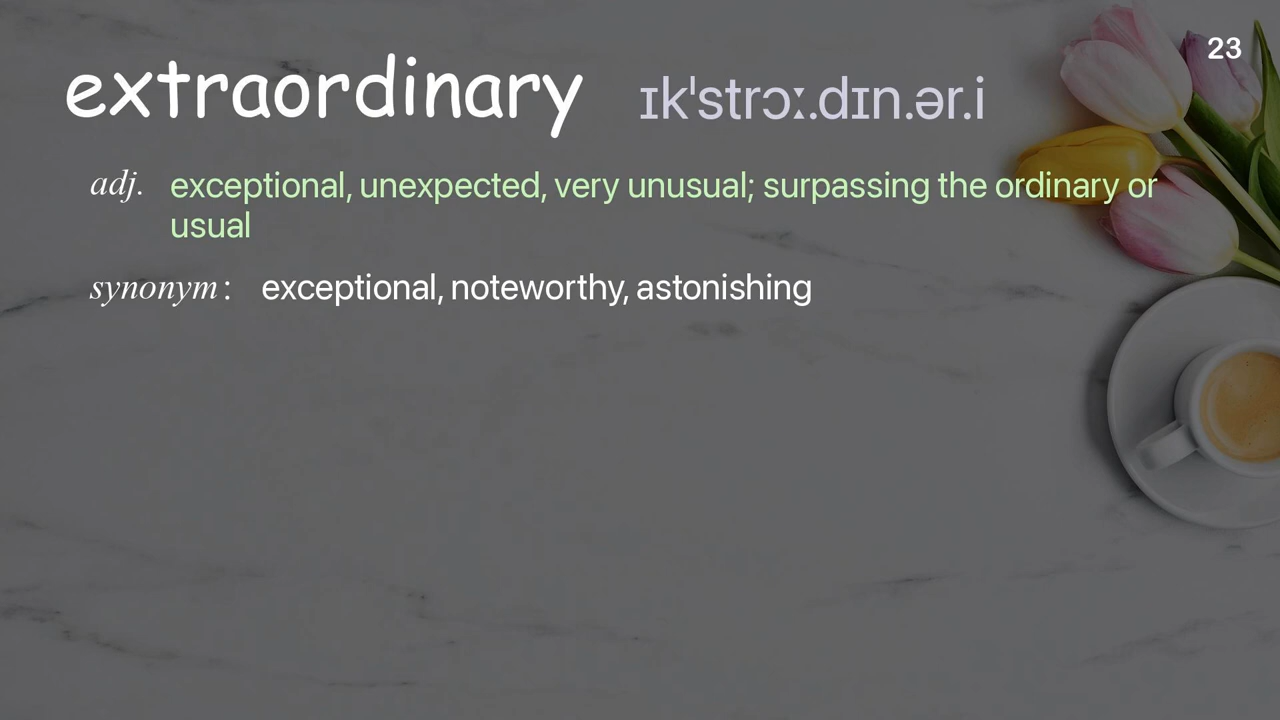 23
extraordinary ɪkˈstrɔː.dɪn.ər.i
adj. exceptional, unexpected, very unusual; surpassing the ordinary or
usual
synonym: exceptional, noteworthy, astonishing